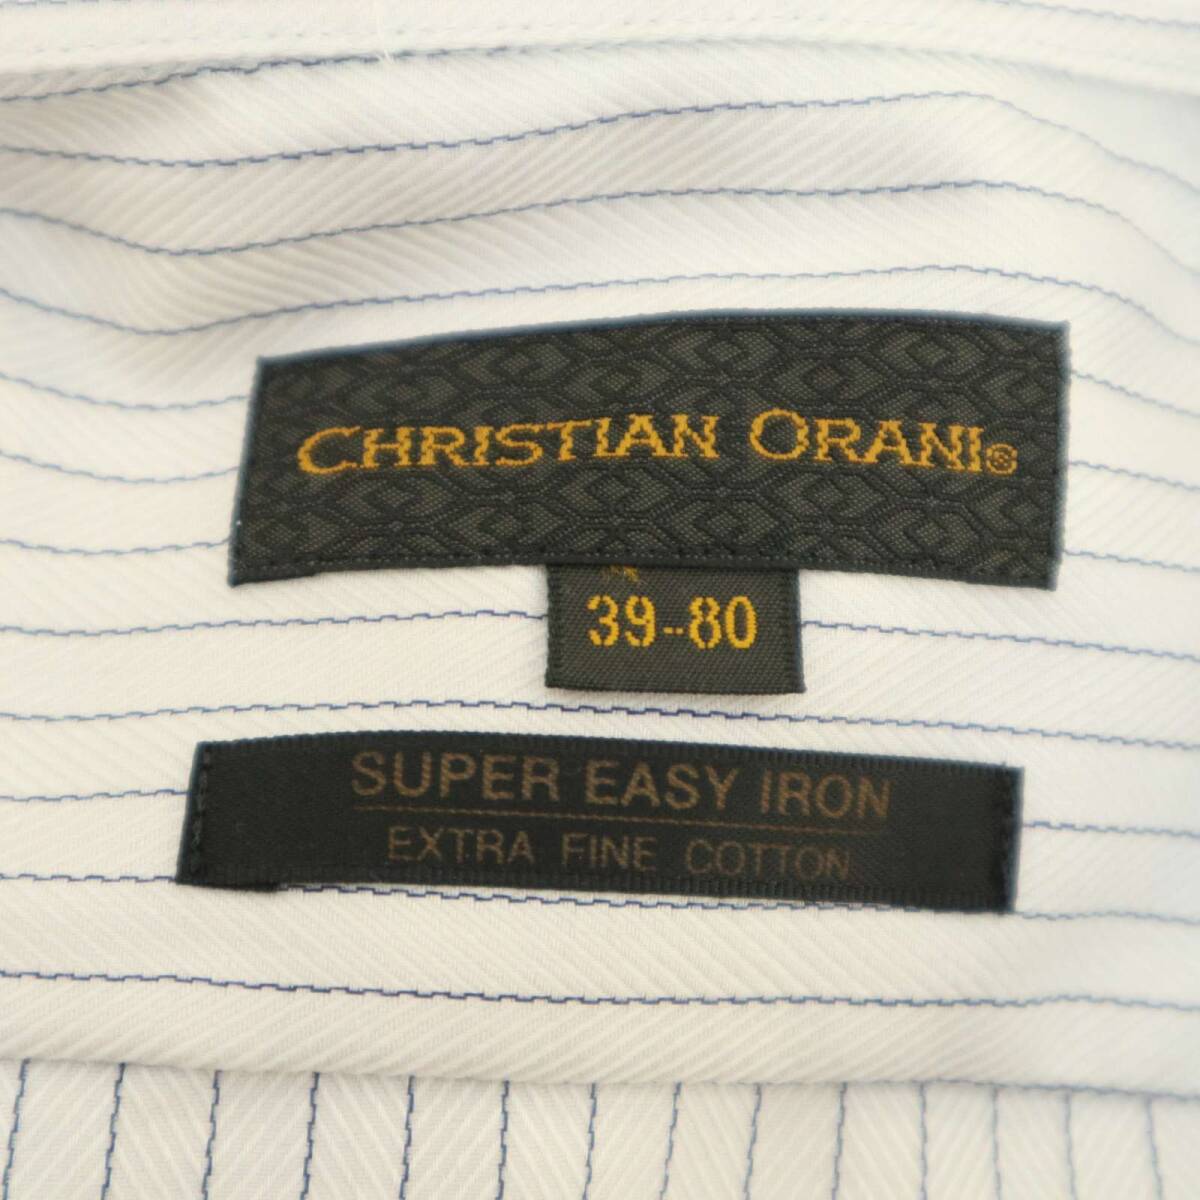 CHRISTIAN ORANI®
39-80
SUPER EASY IRON
EXTRA FINE COTTON